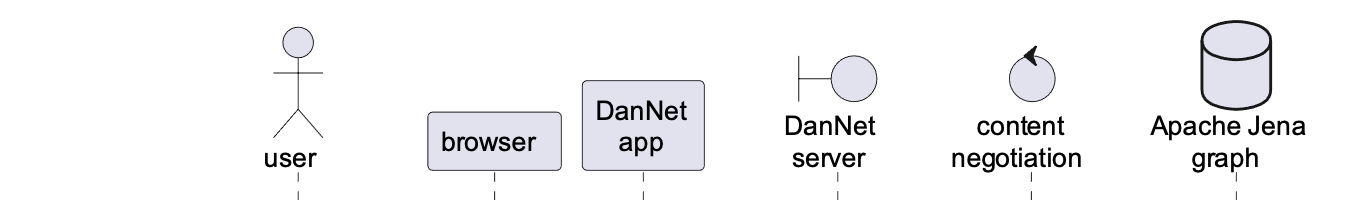 user
browser
DanNet
app
DanNet
server
content
negotiation
Apache Jena
graph